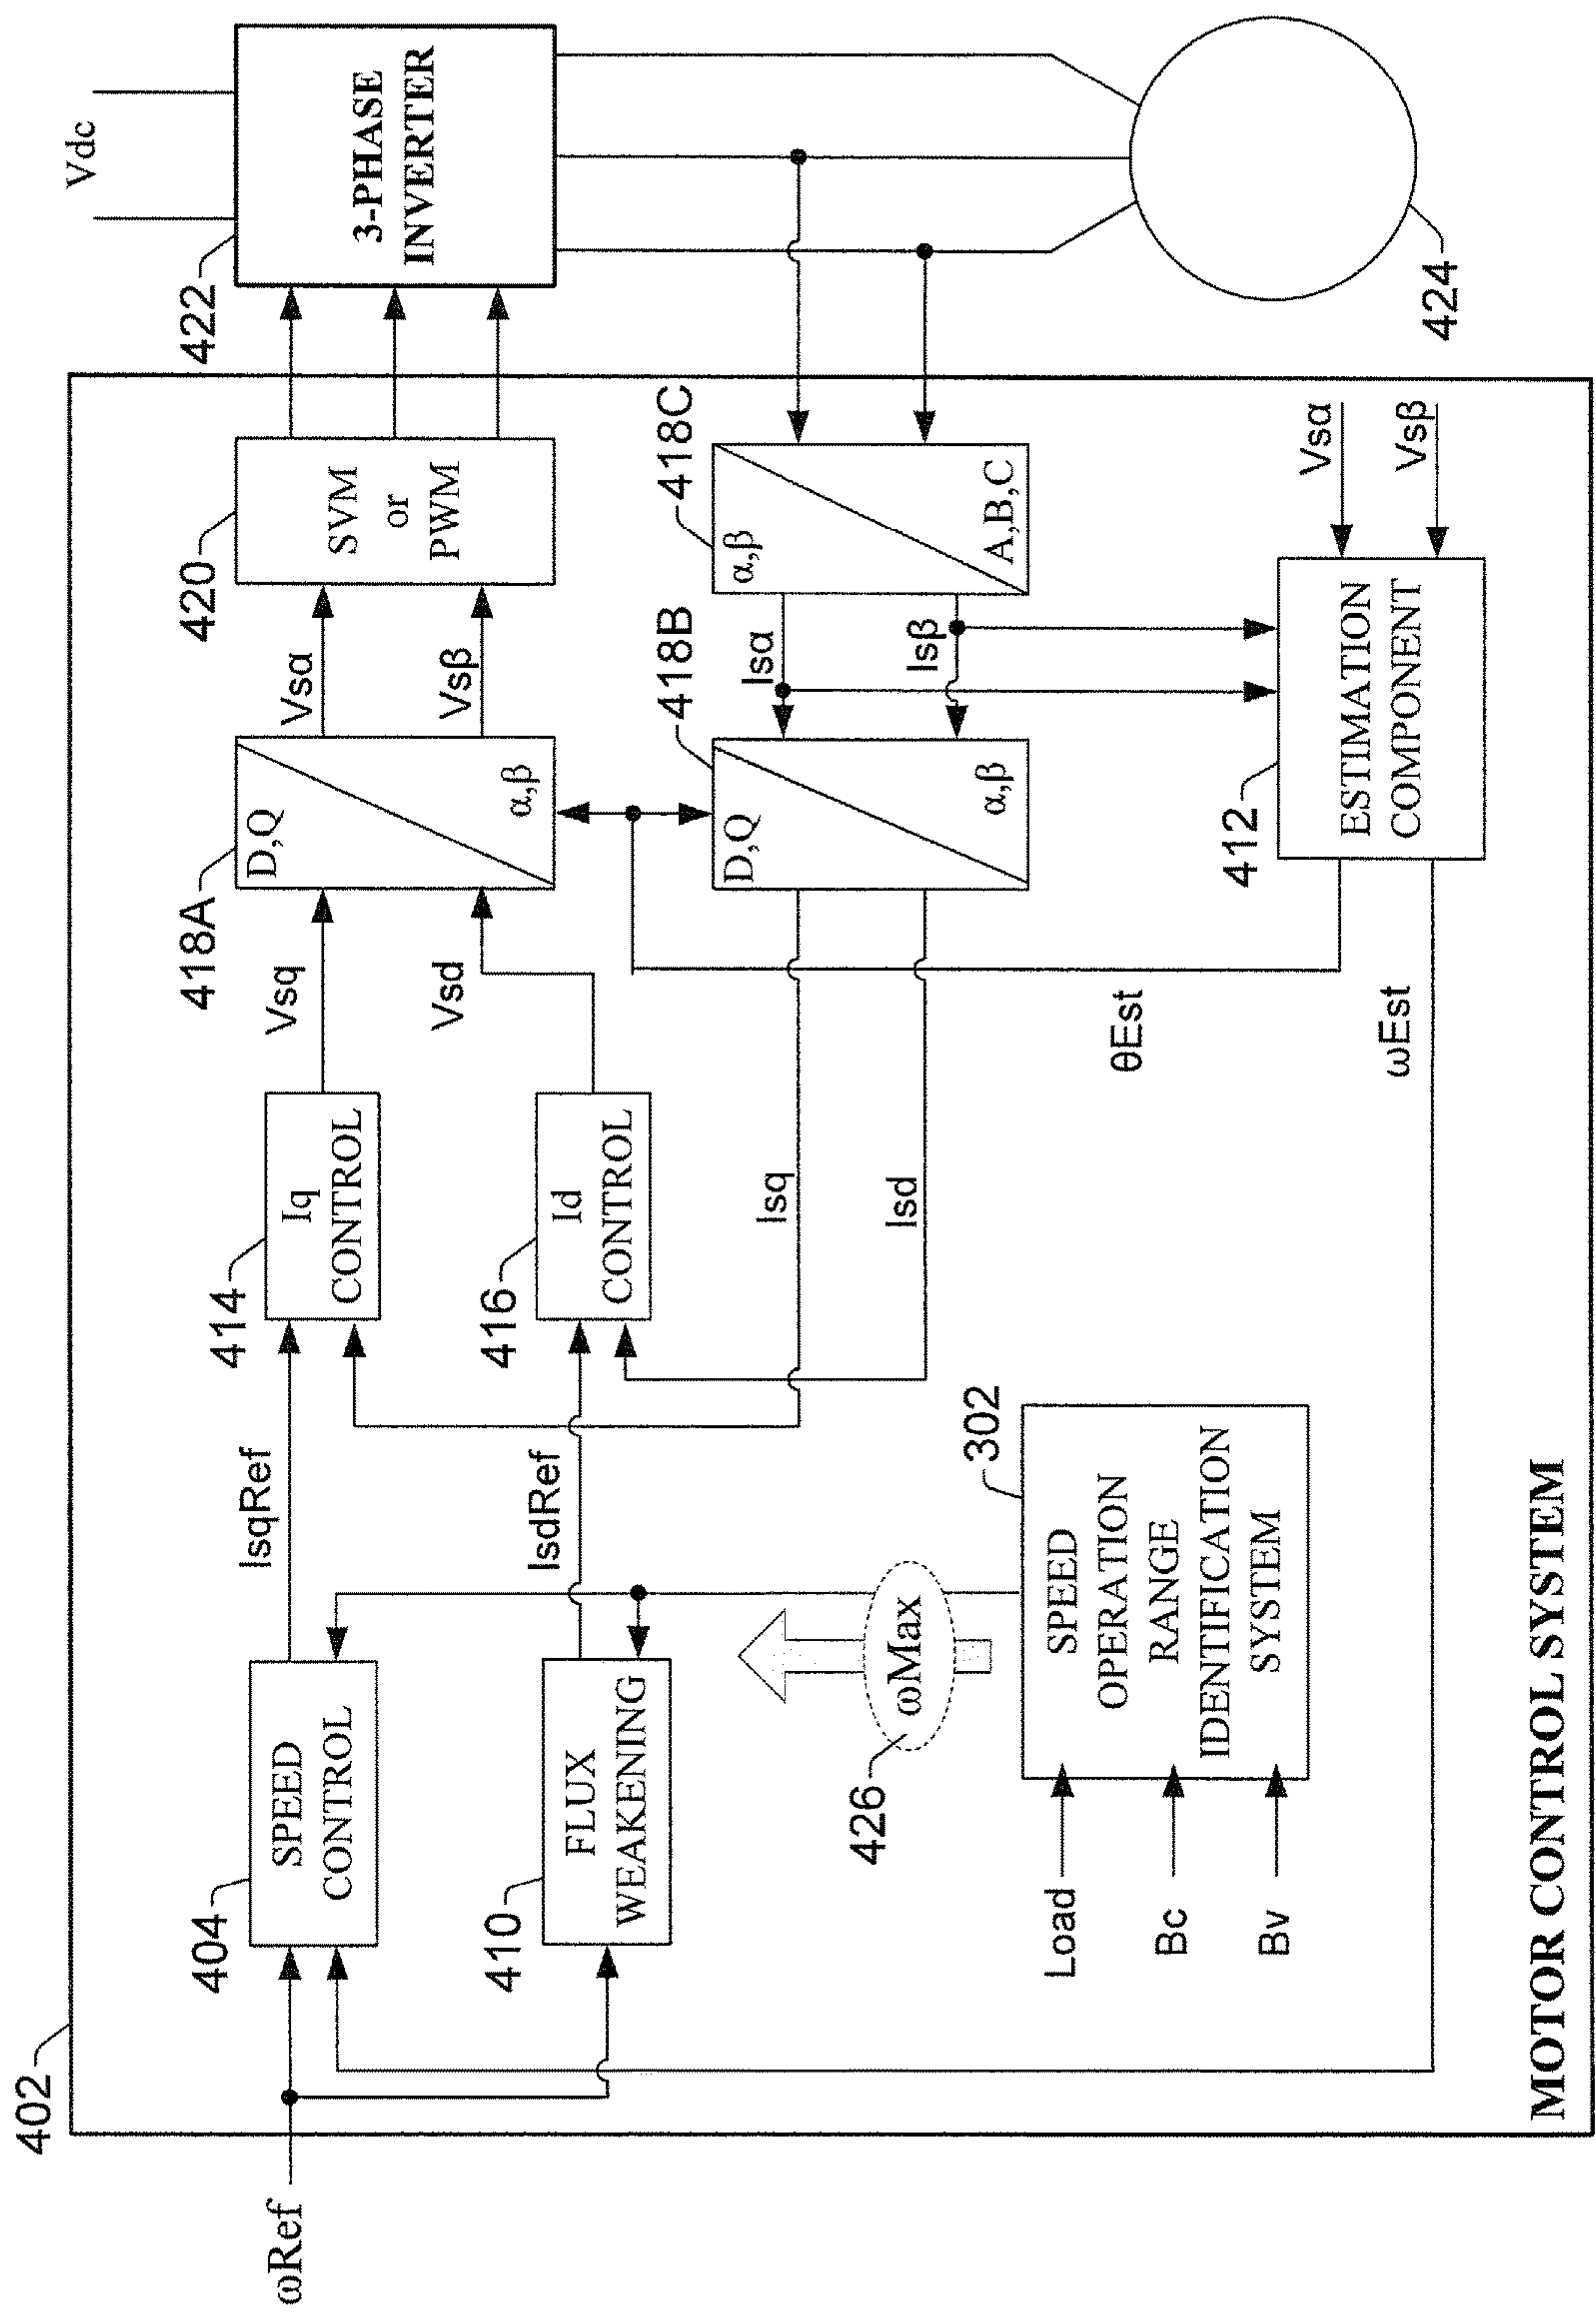 402
ωRef
404
SPEED
CONTROL
IsqRef
414
Iq
CONTROL
Vsq
418A
D,Q
α,β
Vsα
Vsβ
420
SVM
or
PWM
422
3-PHASE
INVERTER
Vdc
410
FLUX
WEAKENING
IsdRef
416
Id
CONTROL
Vsd
Isq
Isd
418B
D,Q
α,β
Isα
Isβ
418C
α,β
A,B,C
426
ωMax
302
SPEED
OPERATION
RANGE
IDENTIFICATION
SYSTEM
Load
Bc
Bv
θEst
ωEst
412
ESTIMATION
COMPONENT
Vsα
Vsβ
424
MOTOR CONTROL SYSTEM